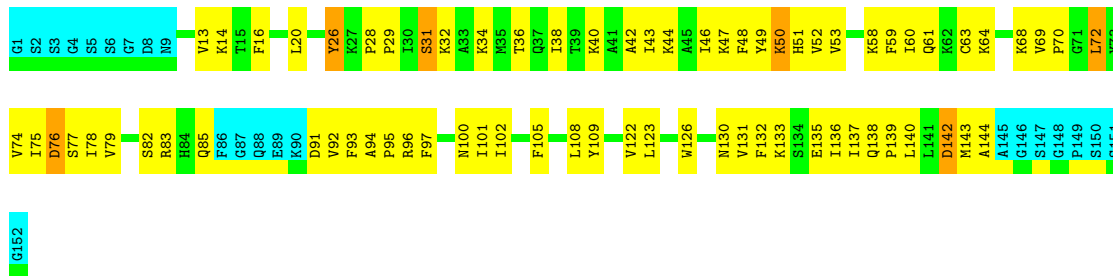 G1 S2 S3 G4 S5 S6 G7 D8 N9 V13 K14 T15 F16 L20 Y26 K27 P28 P29 I30 S31 K32 A33 K34 M35 T36 Q37 I38 T39 K40 A41 A42 I43 K44 A45 I46 K47 F48 Y49 K50 H51 V52 V53 K58 F59 I60 Q61 K62 C63 K64 K68 V69 P70 G71 L72
V74 I75 D76 S77 I78 V79 S82 R83 H84 Q85 F86 G87 Q88 E89 K90 D91 V92 F93 A94 P95 R96 F97 N100 I101 I102 F105 L108 Y109 V122 L123 W126 N130 V131 F132 K133 S134 E135 I136 I137 Q138 P139 L140 L141 D142 M143 A144 A145 G146 S147 G148 P149 S150
G152